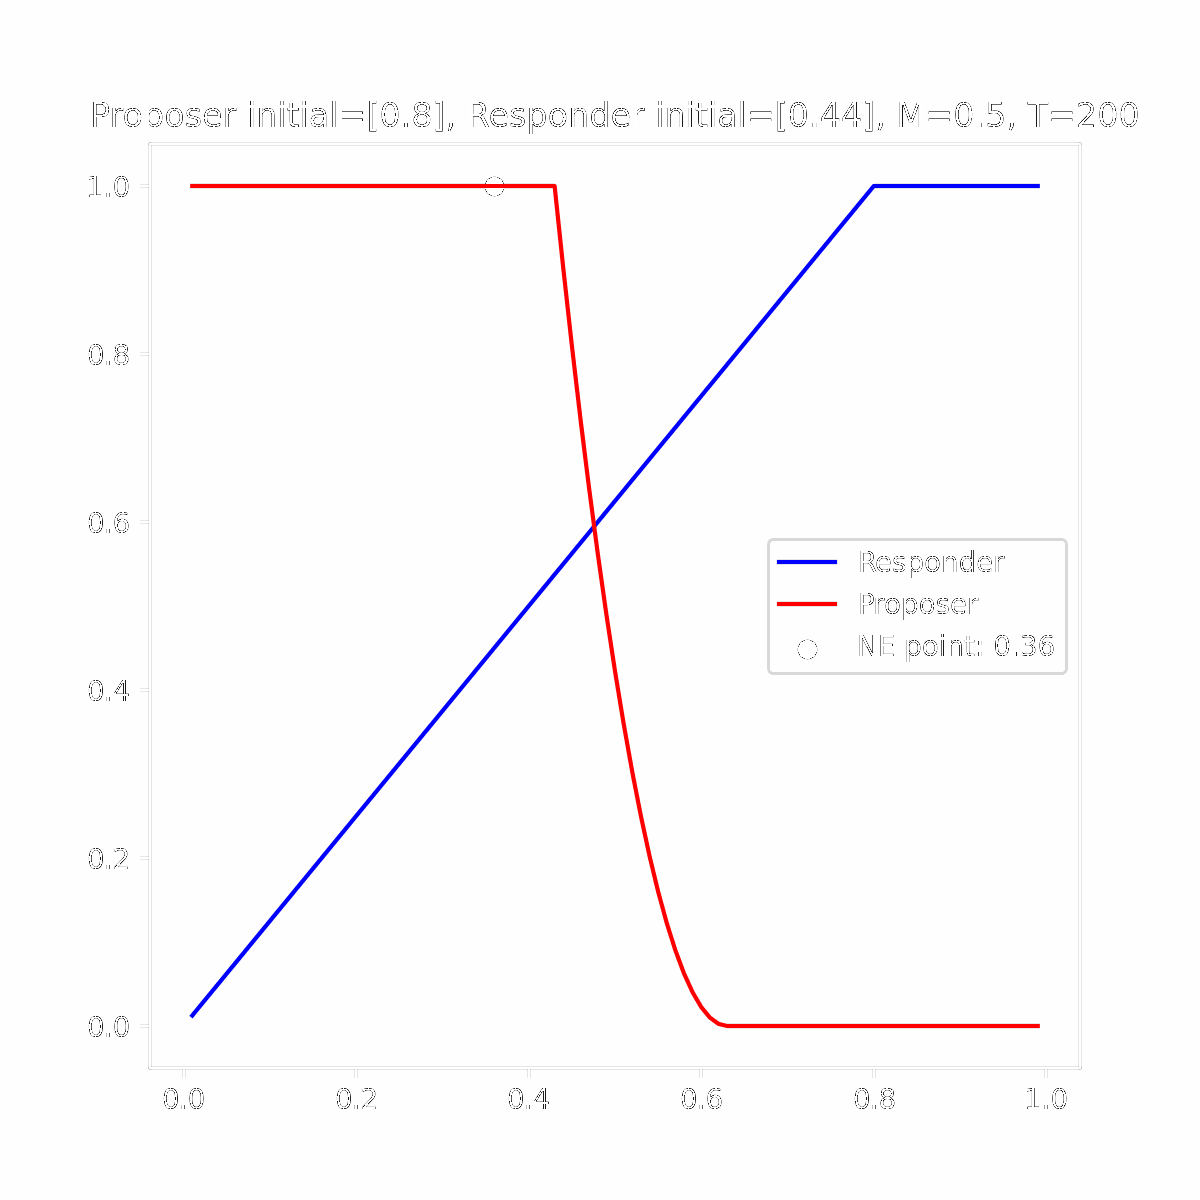 Proposer initial=[0.8], Responder initial=[0.44], M=0.5, T=200
1.0
0.8
0.6
0.4
0.2
0.0
Responder
Proposer
NE point: 0.36
0.0 0.2 0.4 0.6 0.8 1.0